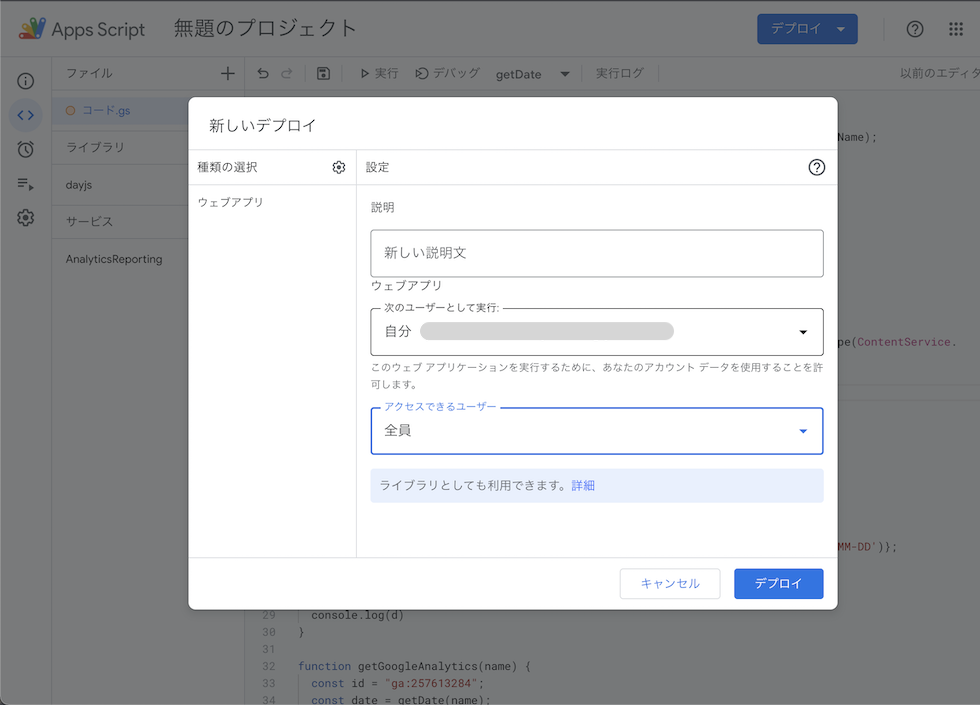 Apps Script 無題のプロジェクト デプロイ
ファイル 実行 デバッグ getDate 実行ログ 以前のエディタ
コード.gs
ライブラリ
dayjs
サービス
AnalyticsReporting
Name);
新しいデプロイ
種類の選択 設定
ウェブアプリ
説明
新しい説明文
ウェブアプリ
次のユーザーとして実行:
自分
このウェブ アプリケーションを実行するために、あなたのアカウント データを使用することを許
可します。
アクセスできるユーザー
全員
ライブラリとしても利用できます。詳細
キャンセル デプロイ
pe(ContentService.
MM-DD')};
29 console.log(d)
30 }
31
32 function getGoogleAnalytics(name) {
33 const id = "ga:257613284";
34 const date = getDate(name);